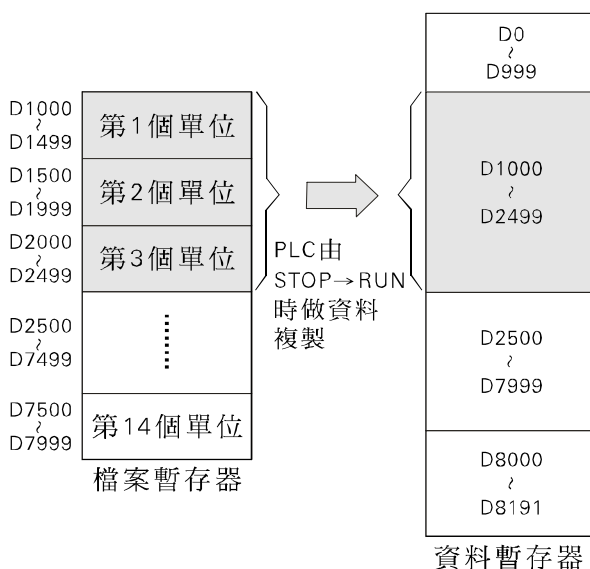 D1000
~
D1499
第1個單位
D1500
~
D1999
第2個單位
D2000
~
D2499
第3個單位
D2500
~
D7499
D7500
~
D7999
第14個單位
檔案暫存器
PLC由
STOP→RUN
時做資料
複製
D0
~
D999
D1000
~
D2499
D2500
~
D7999
D8000
~
D8191
資料暫存器